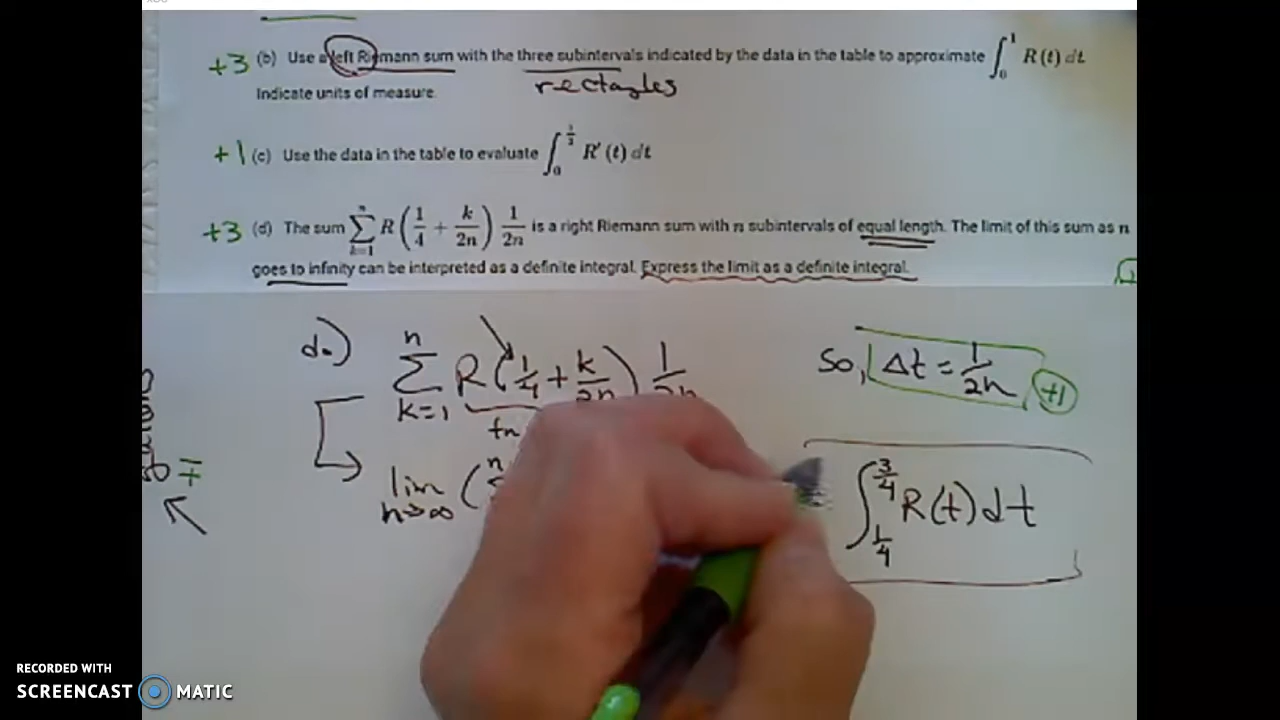 +3 (b) Use a left Riemann sum with the three subintervals indicated by the data in the table to approximate ∫₀¹ R(t) dt
rectangles
Indicate units of measure.
+1 (c) Use the data in the table to evaluate ∫₀^{1/3} R′(t) dt
+3 (d) The sum ∑_{k=1}^{n} R(1/4 + k/2n) 1/2n is a right Riemann sum with n subintervals of equal length. The limit of this sum as n
goes to infinity can be interpreted as a definite integral. Express the limit as a definite integral.
d.) ∑_{k=1}^{n} R(1/4 + k/2n) 1/2n
So, Δt = 1/2n +1
lim n→∞ (
∫_{1/4}^{3/4} R(t) dt
RECORDED WITH
SCREENCAST MATIC